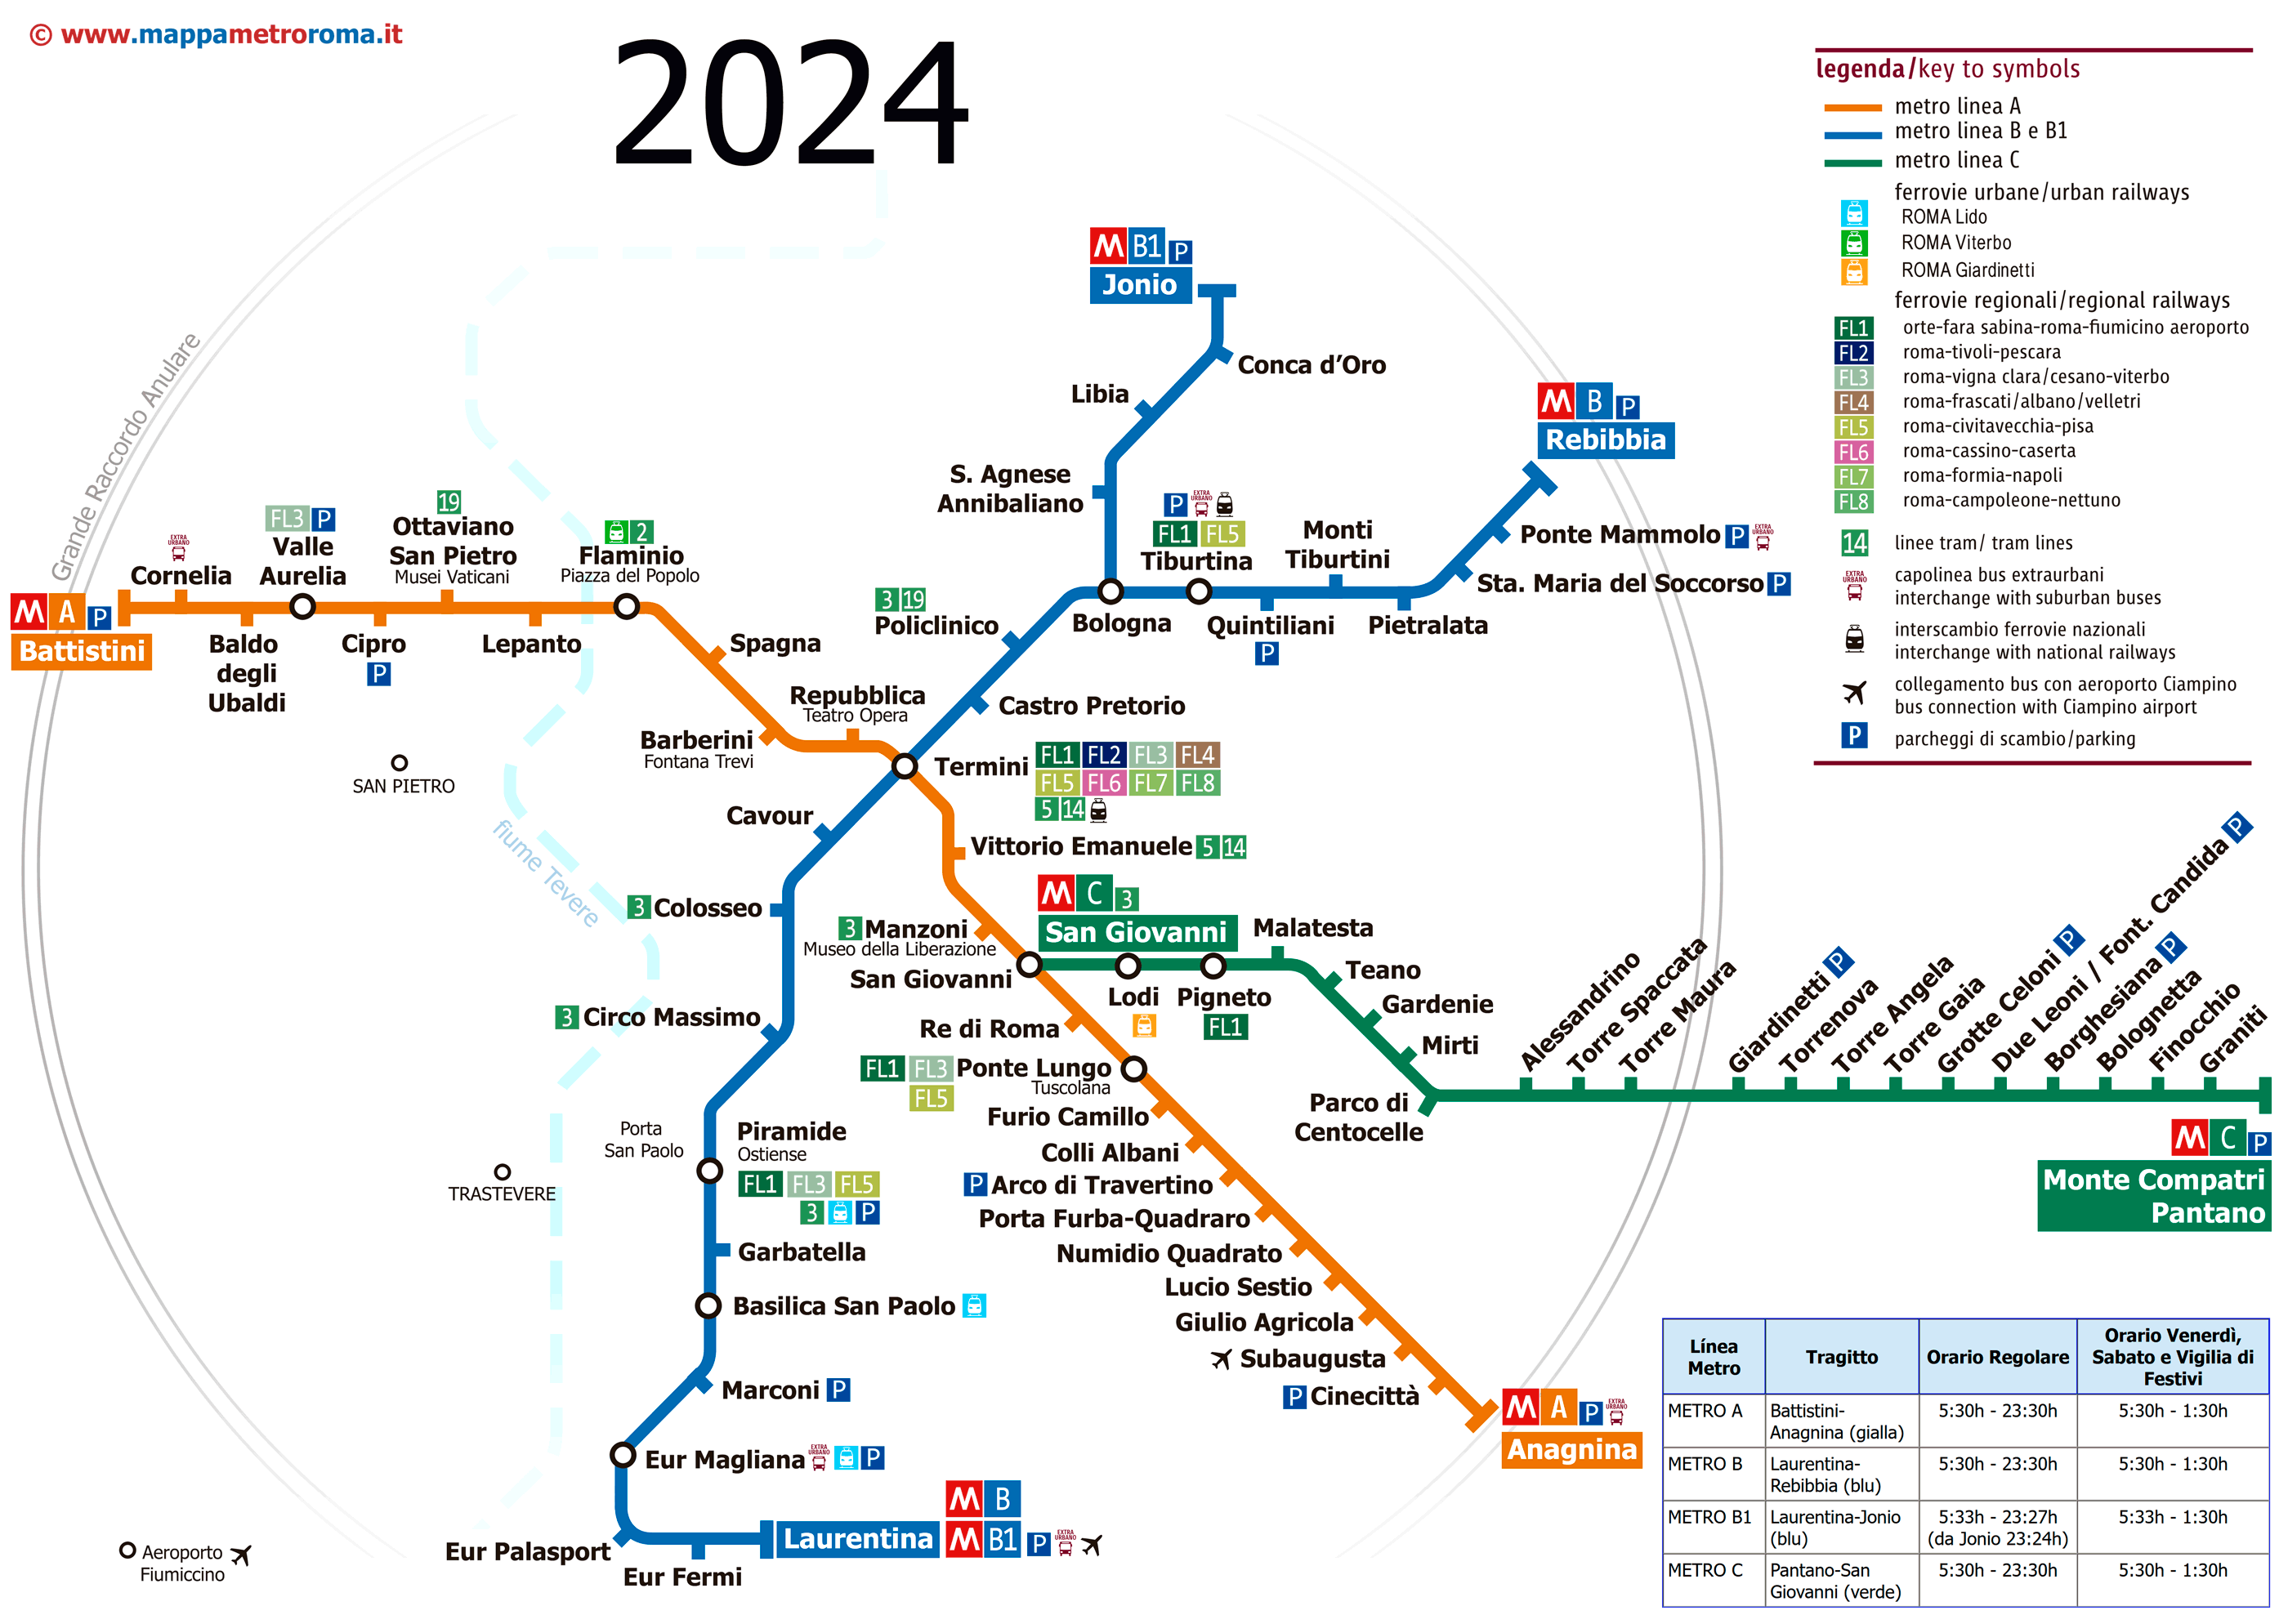 © www.mappametroroma.it
2024
legenda/key to symbols
metro linea A
metro linea B e B1
metro linea C
ferrovie urbane/urban railways
ROMA Lido
ROMA Viterbo
ROMA Giardinetti
ferrovie regionali/regional railways
FL1 orte-fara sabina-roma-fiumicino aeroporto
FL2 roma-tivoli-pescara
FL3 roma-vigna clara/cesano-viterbo
FL4 roma-frascati/albano/velletri
FL5 roma-civitavecchia-pisa
FL6 roma-cassino-caserta
FL7 roma-formia-napoli
FL8 roma-campoleone-nettuno
14 linee tram/ tram lines
EXTRA
URBANO
capolinea bus extraurbani
interchange with suburban buses
interscambio ferrovie nazionali
interchange with national railways
collegamento bus con aeroporto Ciampino
bus connection with Ciampino airport
P parcheggi di scambio/parking
Grande Raccordo Anulare
fiume Tevere
M A P
Battistini
EXTRA
URBANO
Cornelia
Baldo
degli
Ubaldi
FL3 P
Valle
Aurelia
Cipro
P
19
Ottaviano
San Pietro
Musei Vaticani
Lepanto
2
Flaminio
Piazza del Popolo
Spagna
Barberini
Fontana Trevi
Repubblica
Teatro Opera
Termini
FL1 FL2 FL3 FL4
FL5 FL6 FL7 FL8
5 14
Vittorio Emanuele 5 14
3 Manzoni
Museo della Liberazione
San Giovanni
Re di Roma
FL1 FL3 Ponte Lungo
FL5 Tuscolana
Furio Camillo
Colli Albani
P Arco di Travertino
Porta Furba-Quadraro
Numidio Quadrato
Lucio Sestio
Giulio Agricola
Subaugusta
P Cinecittà
M A P
EXTRA
URBANO
Anagnina
M B1 P
Jonio
Conca d'Oro
Libia
S. Agnese
Annibaliano
M B P
Rebibbia
Ponte Mammolo P
EXTRA
URBANO
Sta. Maria del Soccorso P
Pietralata
Monti
Tiburtini
Quintiliani
P
P
EXTRA
URBANO
FL1 FL5
Tiburtina
Bologna
3 19
Policlinico
Castro Pretorio
Cavour
3 Colosseo
3 Circo Massimo
Porta
San Paolo
Piramide
Ostiense
FL1 FL3 FL5
3 P
Garbatella
Basilica San Paolo
Marconi P
Eur Magliana
EXTRA
URBANO
P
Eur Palasport
Eur Fermi
M B
Laurentina
M B1 P
EXTRA
URBANO
SAN PIETRO
TRASTEVERE
Aeroporto
Fiumiccino
M C 3
San Giovanni
Lodi
Pigneto
FL1
Malatesta
Teano
Gardenie
Mirti
Parco di
Centocelle
Alessandrino
Torre Spaccata
Torre Maura
Giardinetti P
Torrenova
Torre Angela
Torre Gaia
Grotte Celoni P
Due Leoni / Font. Candida P
Borghesiana P
Bolognetta
Finocchio
Graniti
M C P
Monte Compatri
Pantano
Línea
Metro
Tragitto
Orario Regolare
Orario Venerdì,
Sabato e Vigilia di
Festivi
METRO A
Battistini-
Anagnina (gialla)
5:30h - 23:30h
5:30h - 1:30h
METRO B
Laurentina-
Rebibbia (blu)
5:30h - 23:30h
5:30h - 1:30h
METRO B1
Laurentina-Jonio
(blu)
5:33h - 23:27h
(da Jonio 23:24h)
5:33h - 1:30h
METRO C
Pantano-San
Giovanni (verde)
5:30h - 23:30h
5:30h - 1:30h